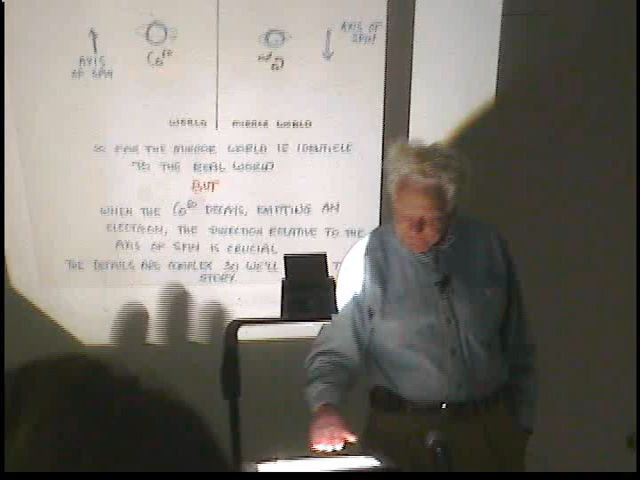 AXIS OF SPIN
Co60
AXIS OF SPIN
WORLD | MIRROR WORLD
SO FAR THE MIRROR WORLD IS IDENTICLE
TO THE REAL WORLD
BUT
WHEN THE Co60 DECAYS, EMITTING AN
ELECTRON, THE DIRECTION RELATIVE TO THE
AXIS OF SPIN IS CRUCIAL
THE DETAILS ARE COMPLEX SO WE'LL
STORY